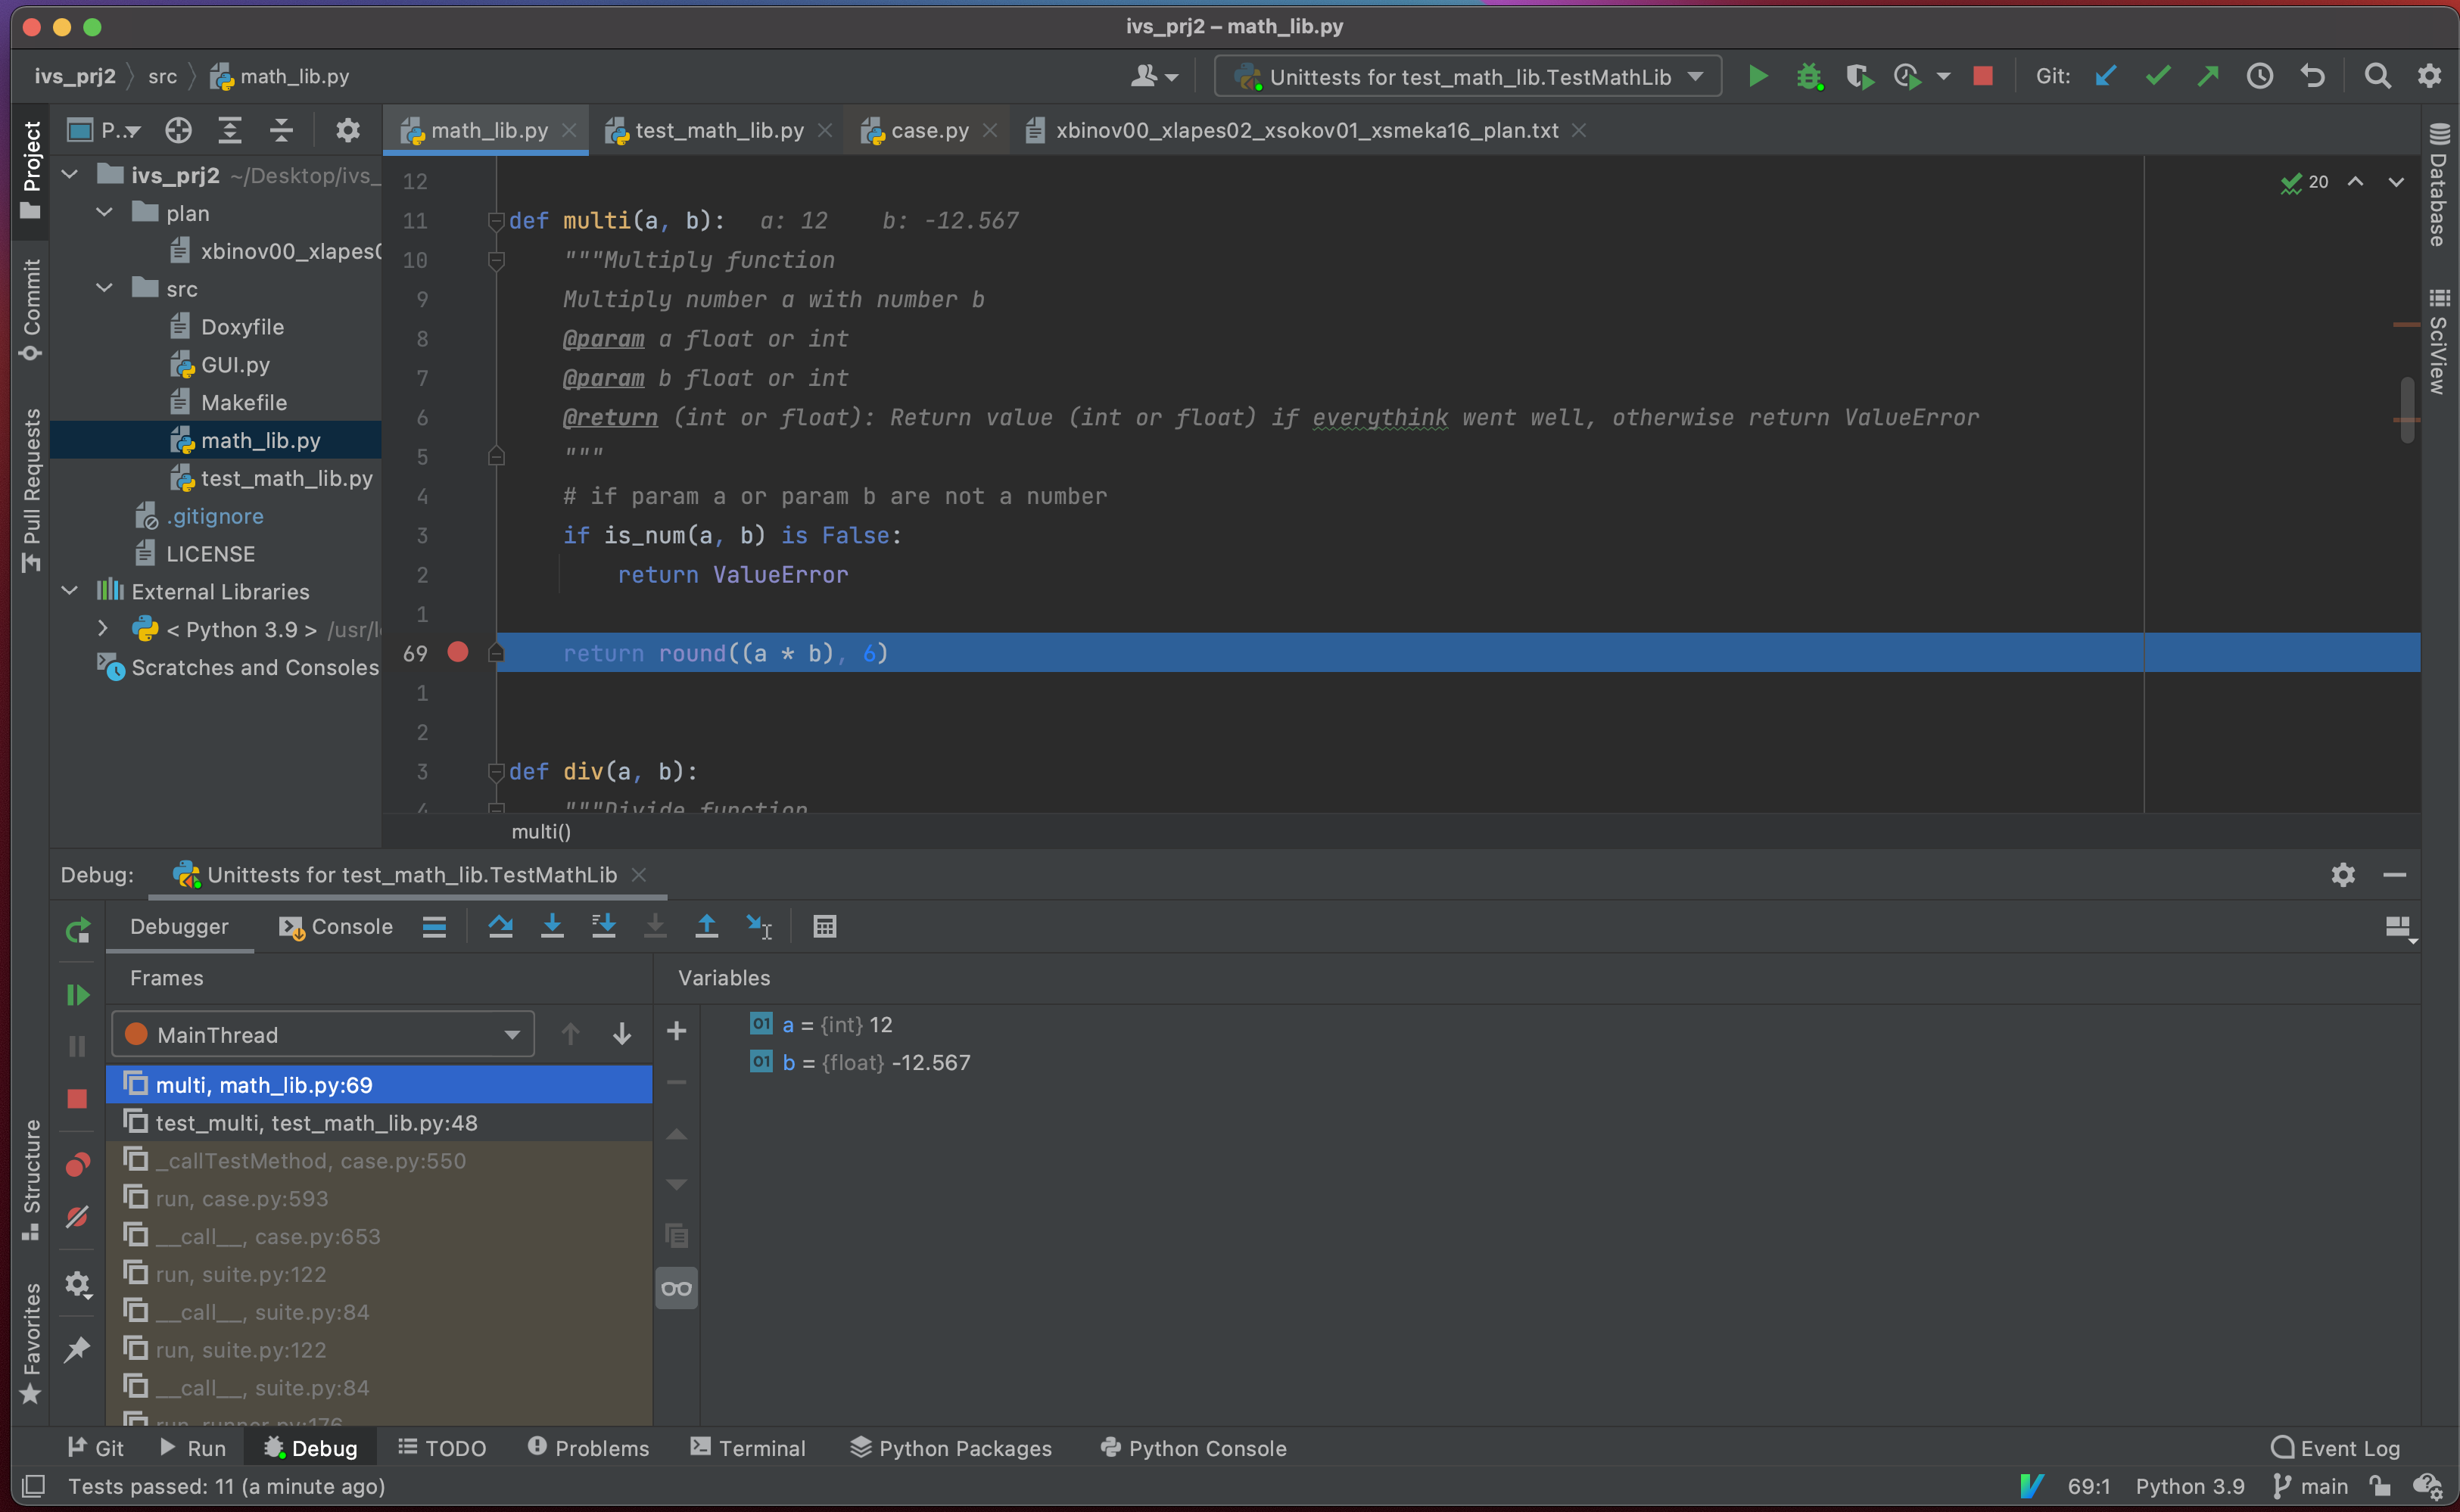 ivs_prj2 – math_lib.py
ivs_prj2 src math_lib.py
Unittests for test_math_lib.TestMathLib
Git:
Project
Commit
Pull Requests
Structure
Favorites
P..
math_lib.py
test_math_lib.py
case.py
xbinov00_xlapes02_xsokov01_xsmeka16_plan.txt
ivs_prj2 ~/Desktop/ivs_
plan
xbinov00_xlapes0
src
Doxyfile
GUI.py
Makefile
math_lib.py
test_math_lib.py
.gitignore
LICENSE
External Libraries
< Python 3.9 > /usr/l
Scratches and Consoles
20
12
11 def multi(a, b): a: 12 b: -12.567
10 """Multiply function
9 Multiply number a with number b
8 @param a float or int
7 @param b float or int
6 @return (int or float): Return value (int or float) if everythink went well, otherwise return ValueError
5 """
4 # if param a or param b are not a number
3 if is_num(a, b) is False:
2 return ValueError
1
69 return round((a * b), 6)
1
2
3 def div(a, b):
4 """Divide function
multi()
Database
SciView
Debug: Unittests for test_math_lib.TestMathLib
Debugger Console
Frames
Variables
MainThread
multi, math_lib.py:69
test_multi, test_math_lib.py:48
_callTestMethod, case.py:550
run, case.py:593
__call__, case.py:653
run, suite.py:122
__call__, suite.py:84
run, suite.py:122
__call__, suite.py:84
run, runner.py:176
01 a = {int} 12
01 b = {float} -12.567
Git Run Debug TODO Problems Terminal Python Packages Python Console Event Log
Tests passed: 11 (a minute ago)
69:1 Python 3.9 main